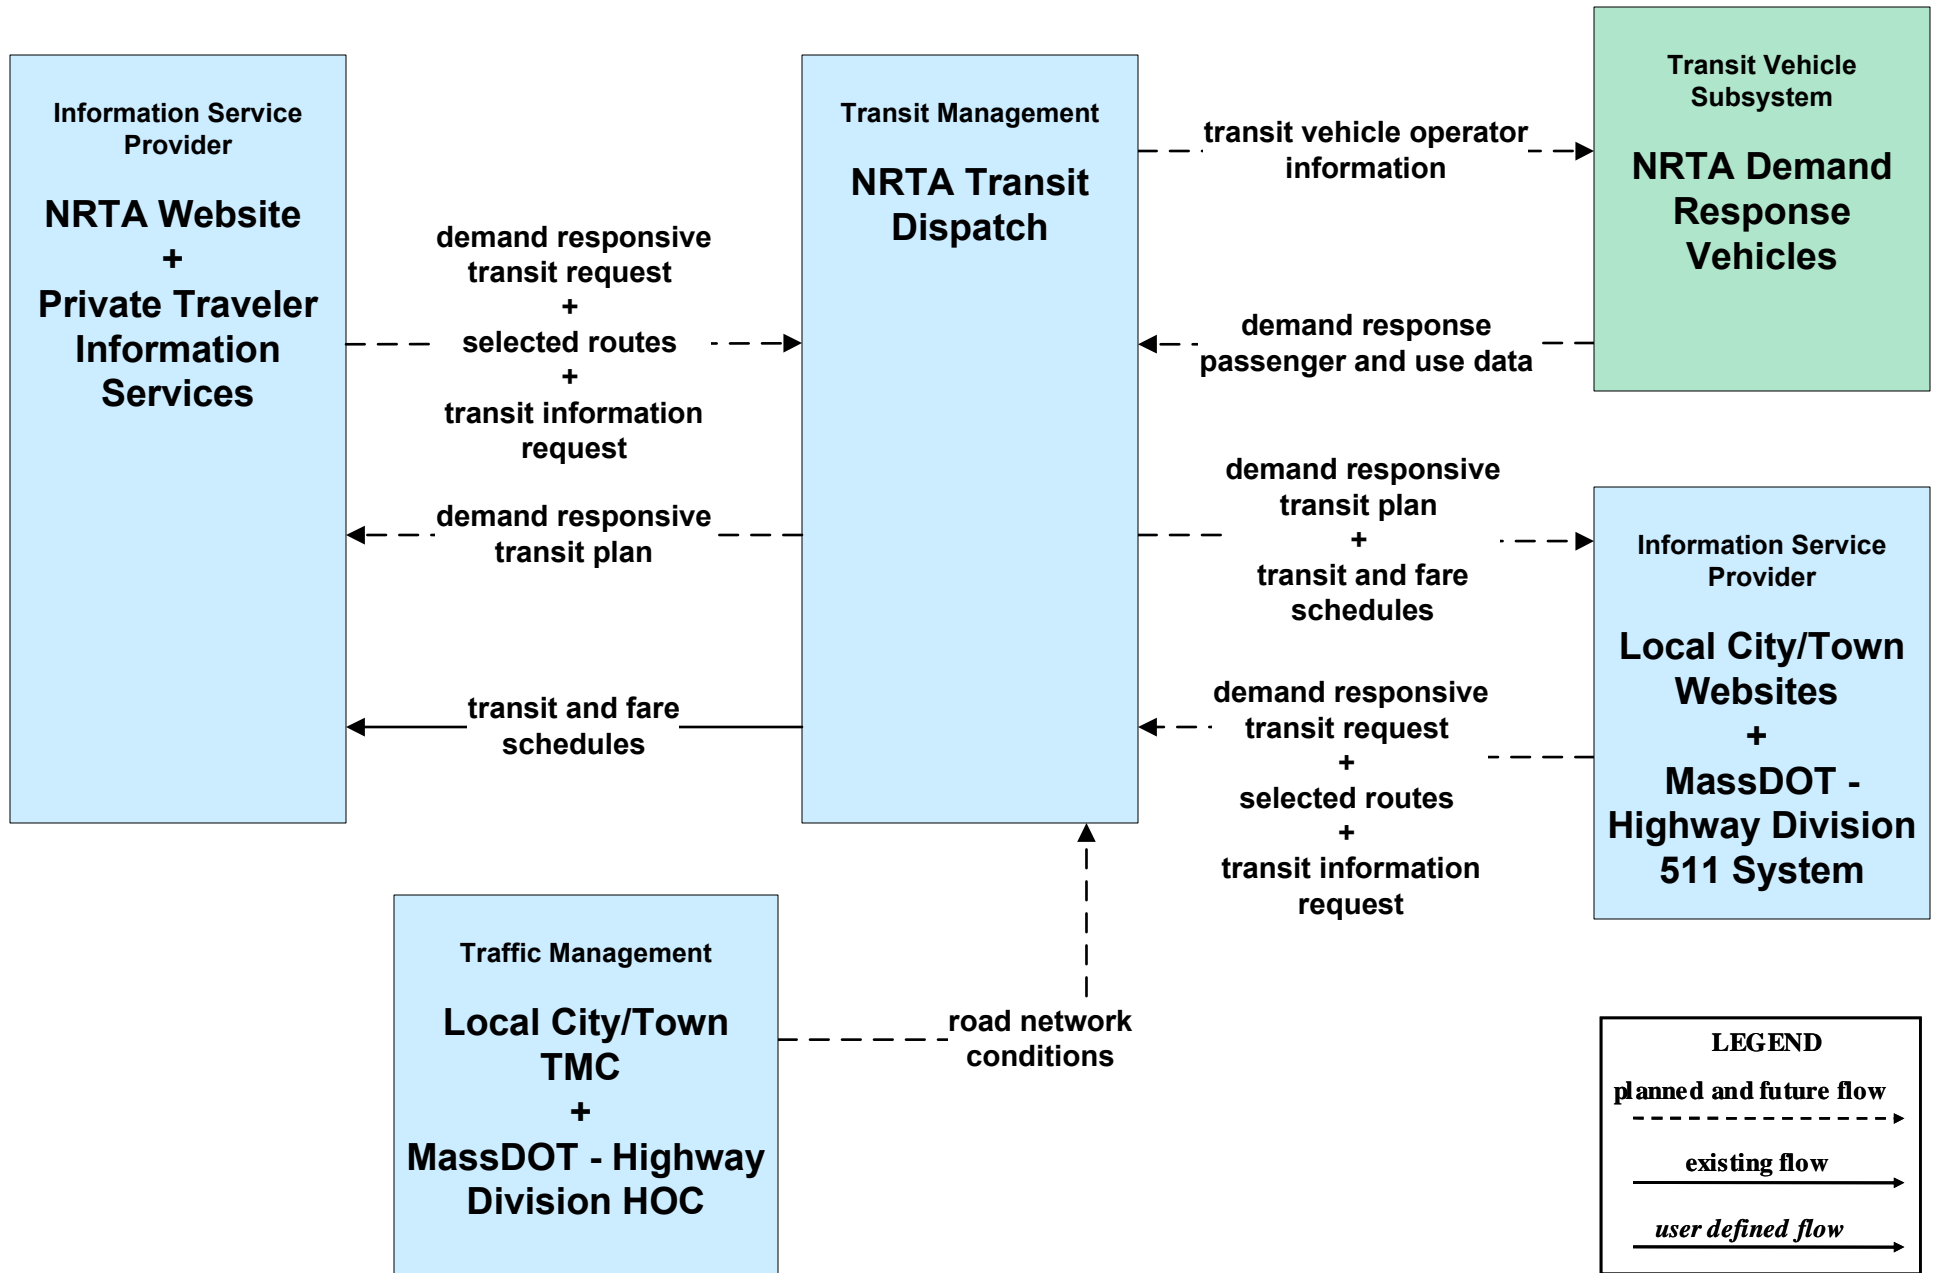 Information Service
Provider
NRTA Website
+
Private Traveler
Information
Services
demand responsive
transit request
+
selected routes
+
transit information
request
demand responsive
transit plan
transit and fare
schedules
Transit Management
NRTA Transit
Dispatch
transit vehicle operator
information
demand response
passenger and use data
demand responsive
transit plan
+
transit and fare
schedules
demand responsive
transit request
+
selected routes
+
transit information
request
Transit Vehicle
Subsystem
NRTA Demand
Response
Vehicles
Information Service
Provider
Local City/Town
Websites
+
MassDOT -
Highway Division
511 System
Traffic Management
Local City/Town
TMC
+
MassDOT - Highway
Division HOC
road network
conditions
LEGEND
planned and future flow
existing flow
user defined flow